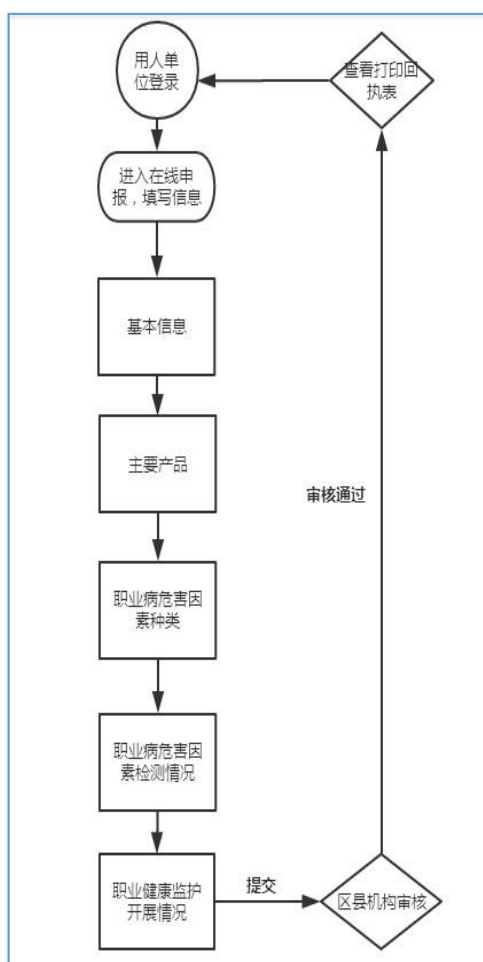 用人单
位登录
查看打印回
执表
进入在线申
报，填写信息
基本信息
主要产品
审核通过
职业病危害因
素种类
职业病危害因
素检测情况
职业健康监护
开展情况
提交
区县机构审核